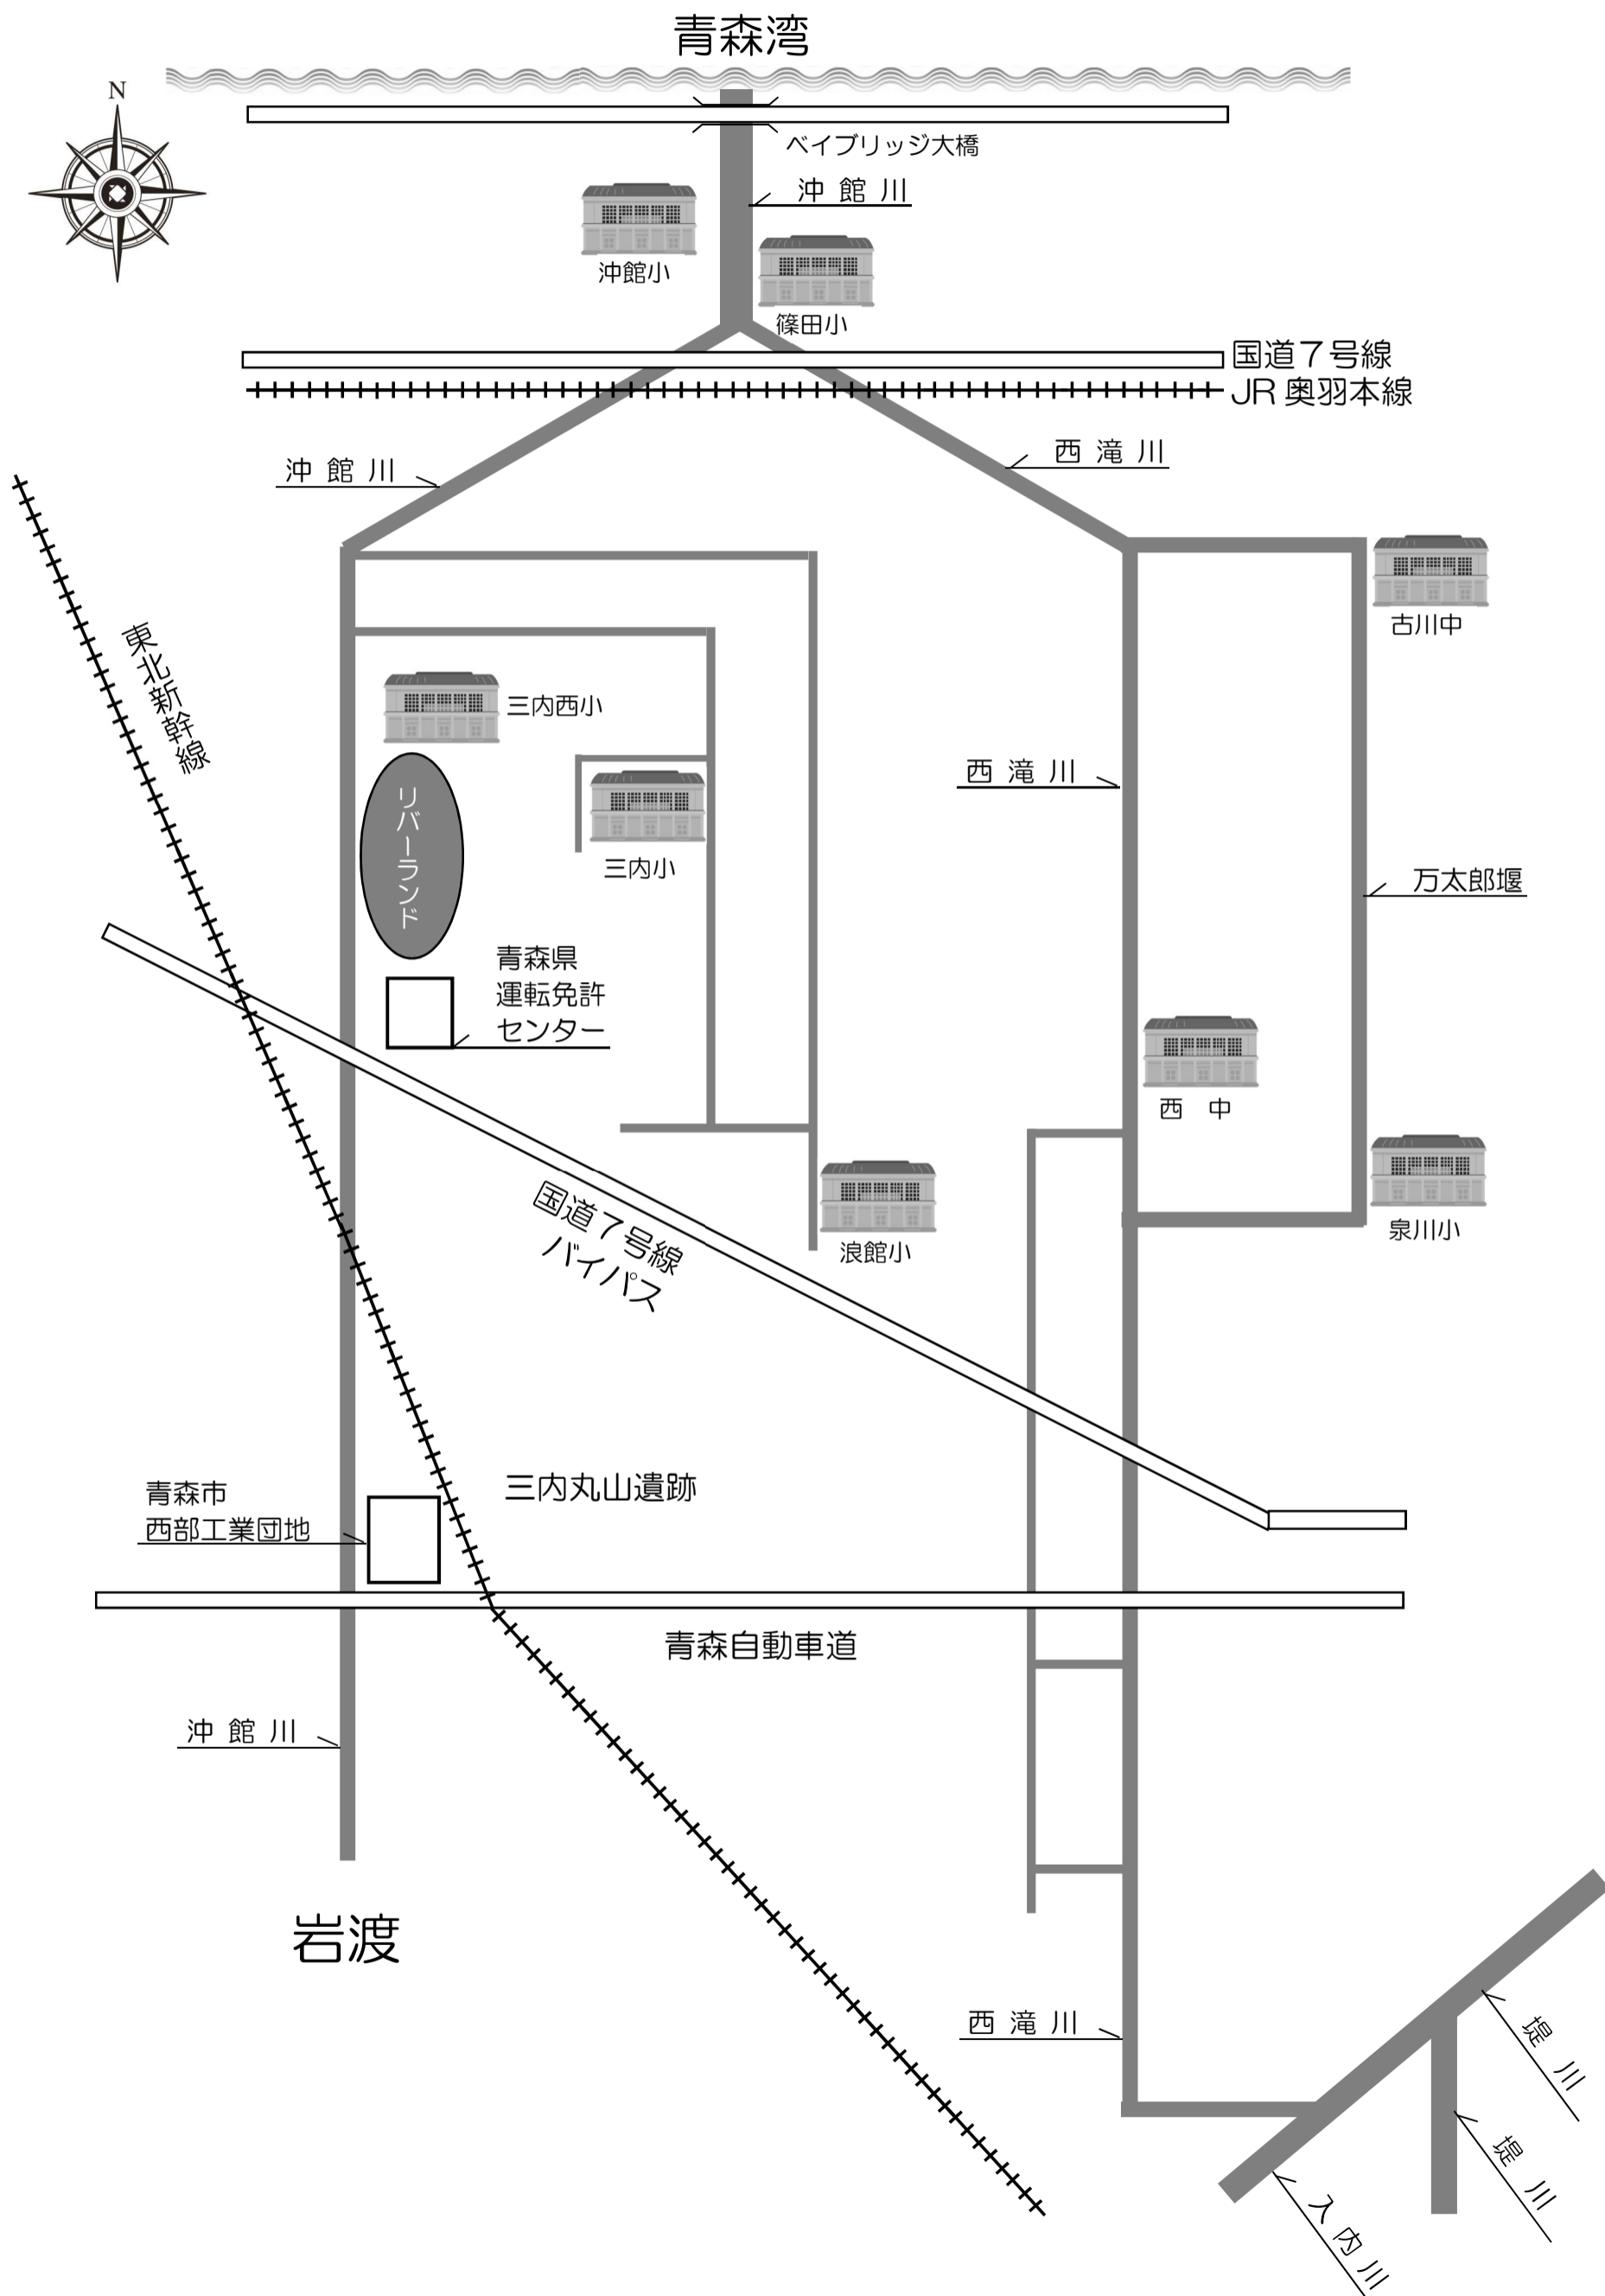 青森湾
N
ベイブリッジ大橋
沖館川
沖館小
篠田小
国道7号線
JR奥羽本線
西滝川
沖館川
古川中
東北新幹線
三内西小
西滝川
リバーランド
三内小
万太郎堰
青森県
運転免許
センター
西中
国道7号線
バイパス
浪館小
泉川小
青森市
西部工業団地
三内丸山遺跡
青森自動車道
沖館川
岩渡
西滝川
堤川
堤川
入内川